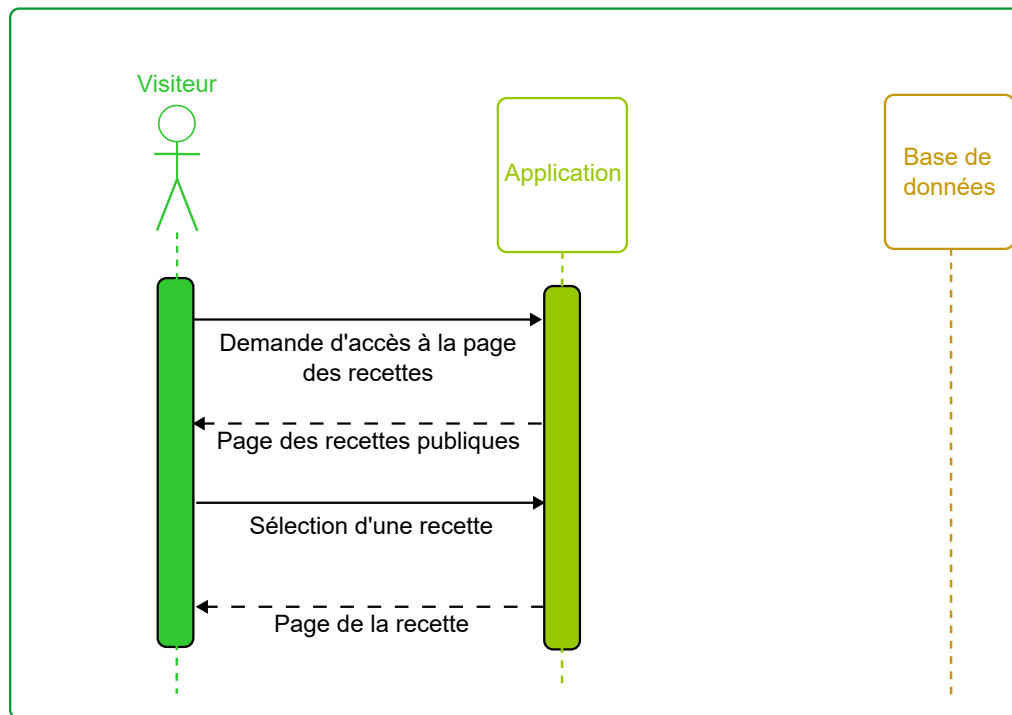 Visiteur
Application
Base de
données
Demande d'accès à la page
des recettes
Page des recettes publiques
Sélection d'une recette
Page de la recette